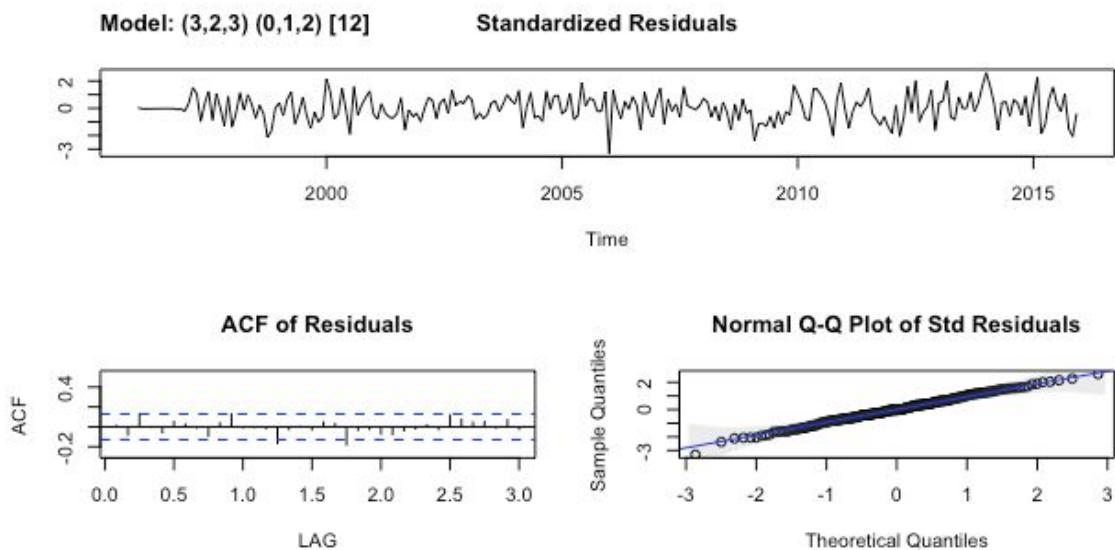 Model: (3,2,3) (0,1,2) [12] Standardized Residuals
2
0
-3
2000 2005 2010 2015
Time
ACF of Residuals
ACF
0.4
-0.2
0.0 0.5 1.0 1.5 2.0 2.5 3.0
LAG
Normal Q-Q Plot of Std Residuals
Sample Quantiles
2
0
-3
-3 -2 -1 0 1 2 3
Theoretical Quantiles